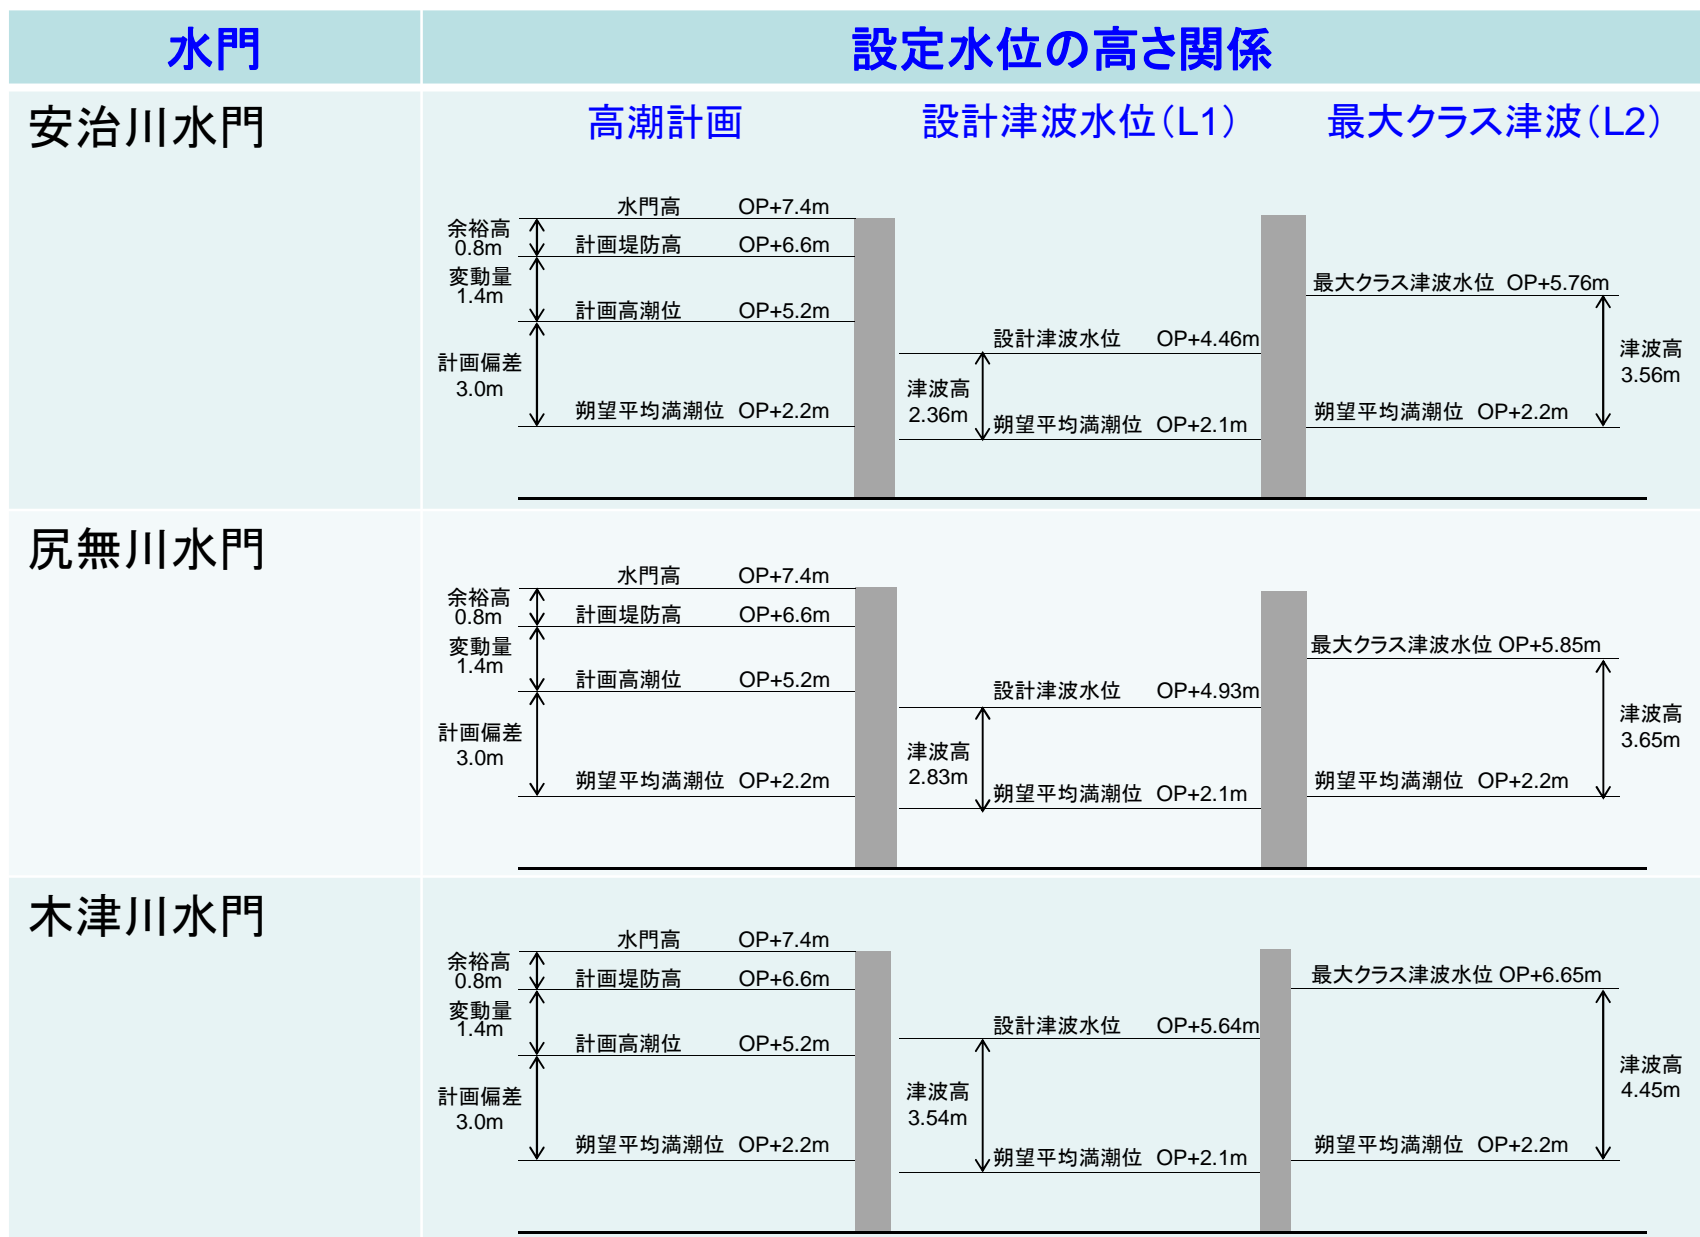 水門
設定水位の高さ関係
安治川水門
高潮計画
設計津波水位(L1)
最大クラス津波(L2)
水門高 OP+7.4m
余裕高
0.8m
計画堤防高 OP+6.6m
変動量
1.4m
計画高潮位 OP+5.2m
計画偏差
3.0m
朔望平均満潮位 OP+2.2m
設計津波水位 OP+4.46m
津波高
2.36m
朔望平均満潮位 OP+2.1m
最大クラス津波水位 OP+5.76m
津波高
3.56m
朔望平均満潮位 OP+2.2m
尻無川水門
水門高 OP+7.4m
余裕高
0.8m
計画堤防高 OP+6.6m
変動量
1.4m
計画高潮位 OP+5.2m
計画偏差
3.0m
朔望平均満潮位 OP+2.2m
設計津波水位 OP+4.93m
津波高
2.83m
朔望平均満潮位 OP+2.1m
最大クラス津波水位 OP+5.85m
津波高
3.65m
朔望平均満潮位 OP+2.2m
木津川水門
水門高 OP+7.4m
余裕高
0.8m
計画堤防高 OP+6.6m
変動量
1.4m
計画高潮位 OP+5.2m
計画偏差
3.0m
朔望平均満潮位 OP+2.2m
設計津波水位 OP+5.64m
津波高
3.54m
朔望平均満潮位 OP+2.1m
最大クラス津波水位 OP+6.65m
津波高
4.45m
朔望平均満潮位 OP+2.2m